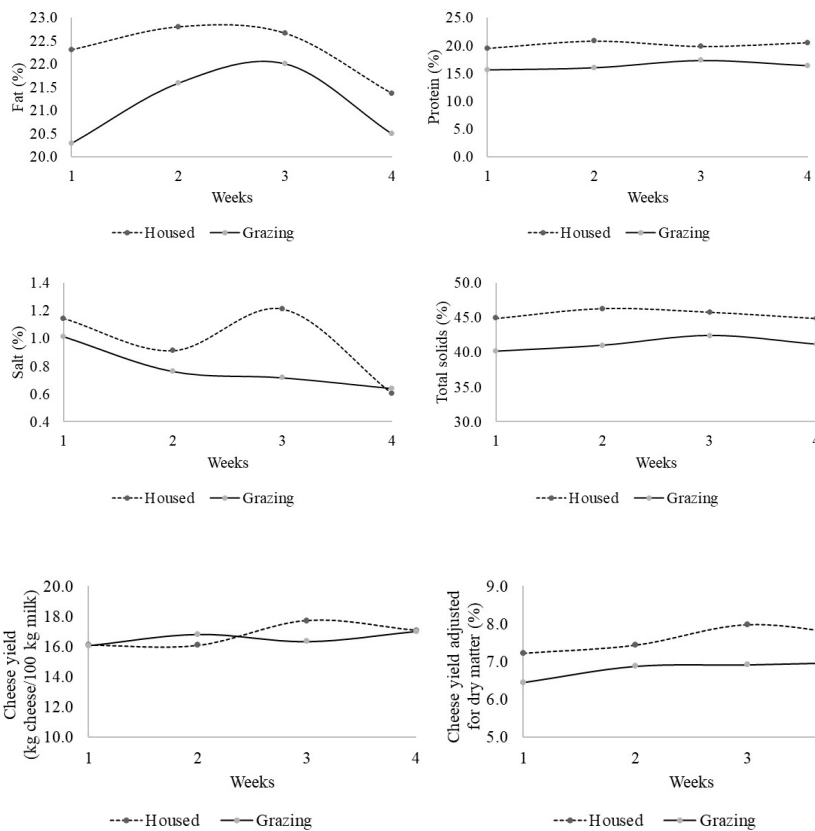 23.0
22.5
22.0
21.5
21.0
20.5
20.0
Fat (%)
1 2 3 4
Weeks
Housed Grazing
25.0
20.0
15.0
10.0
5.0
0.0
Protein (%)
1 2 3 4
Weeks
Housed Grazing
1.4
1.2
1.0
0.8
0.6
0.4
Salt (%)
1 2 3 4
Weeks
Housed Grazing
50.0
45.0
40.0
35.0
30.0
Total solids (%)
1 2 3 4
Weeks
Housed Grazing
20.0
18.0
16.0
14.0
12.0
10.0
Cheese yield
(kg cheese/100 kg milk)
1 2 3 4
Weeks
Housed Grazing
9.0
8.0
7.0
6.0
5.0
Cheese yield adjusted
for dry matter (%)
1 2 3
Weeks
Housed Grazing